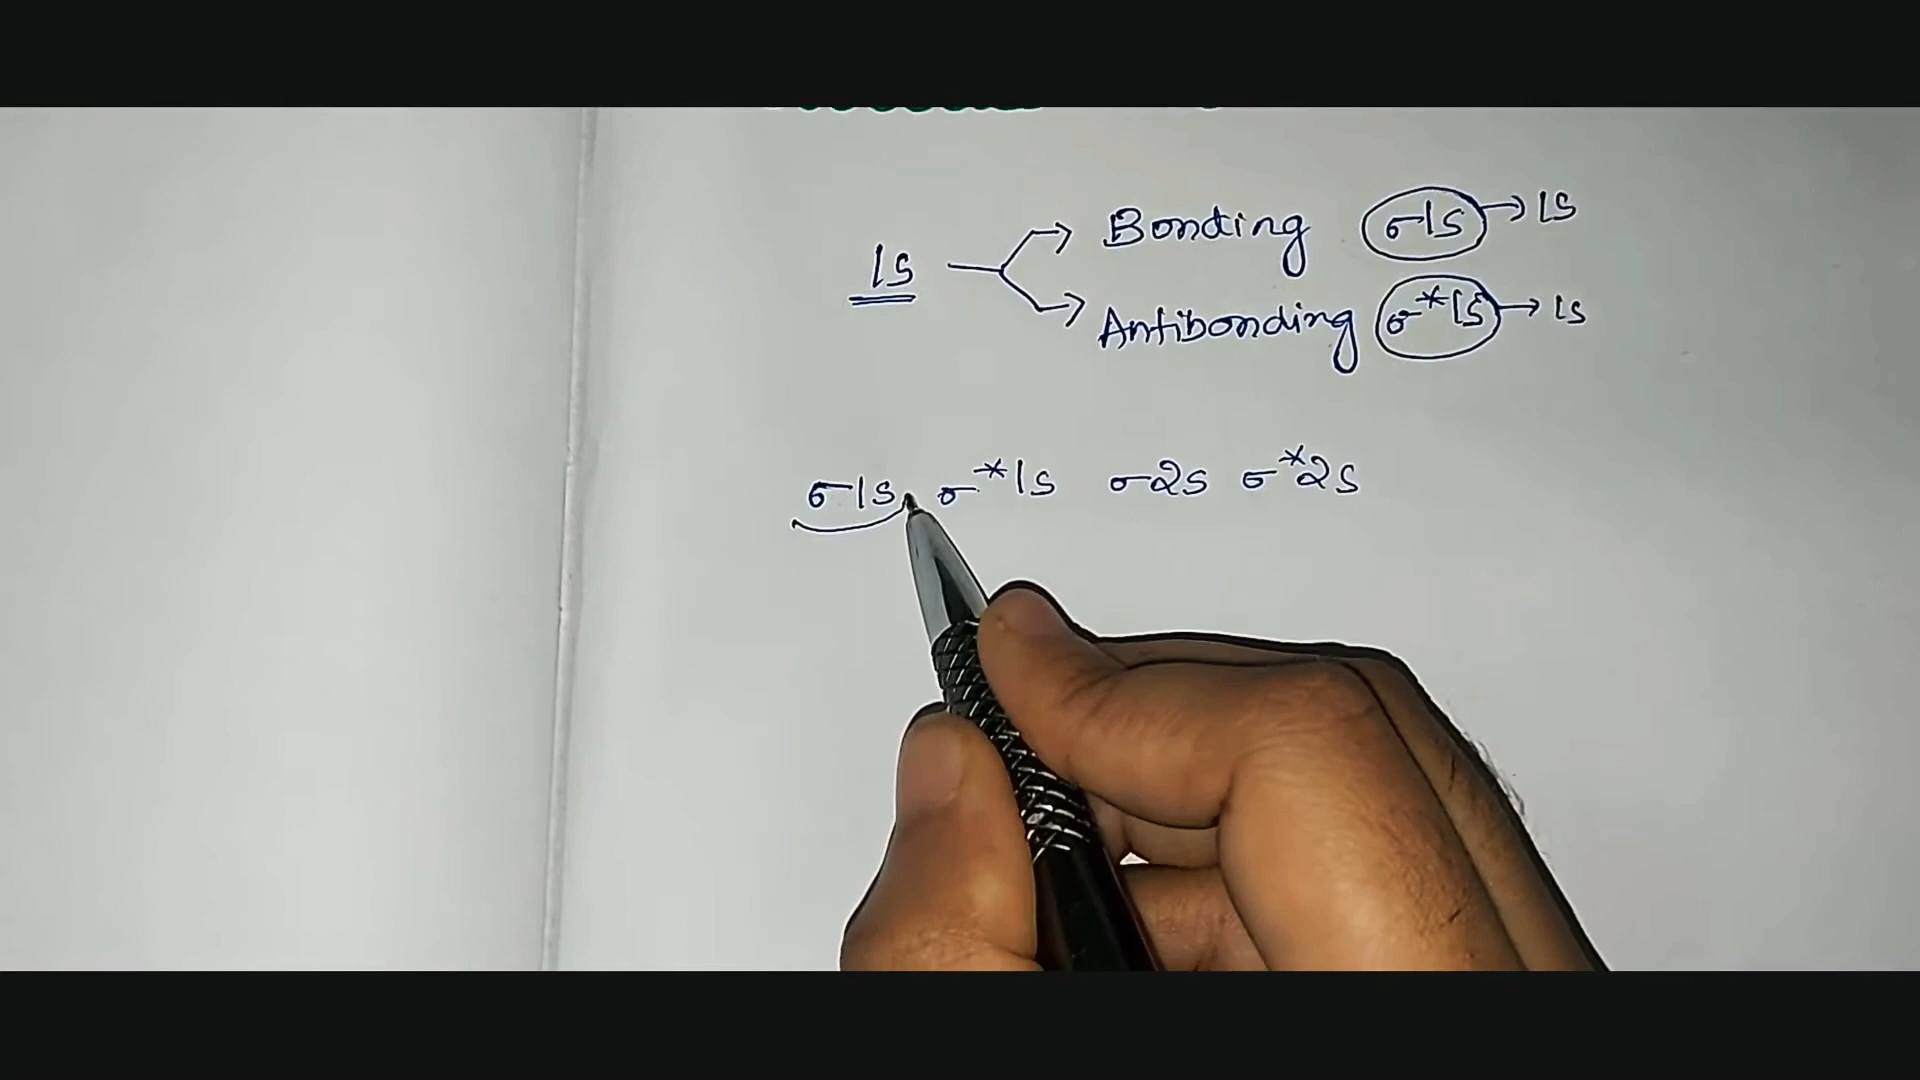 1s Bonding σ1s → 1s
Antibonding σ*1s → 1s
σ1s σ*1s σ2s σ*2s